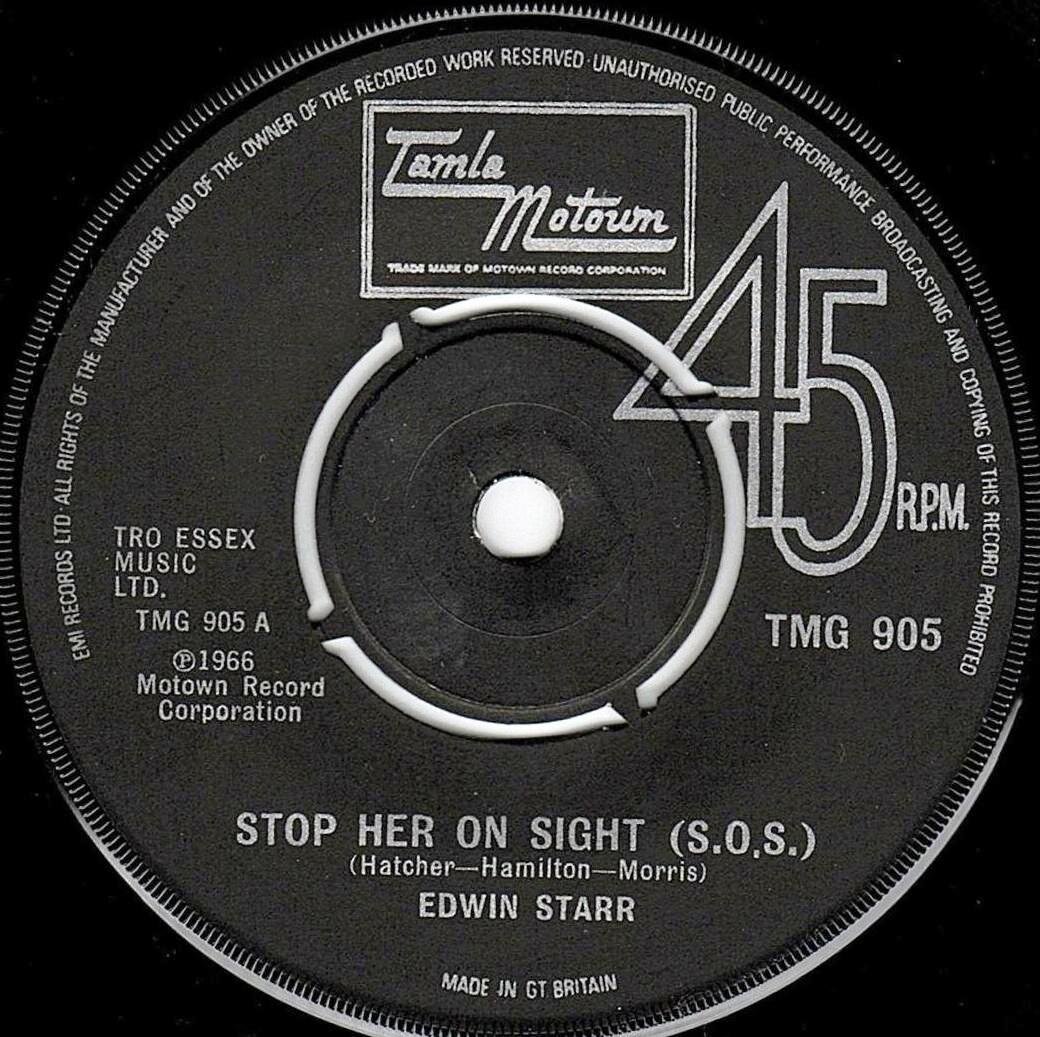 EMI RECORDS LTD · ALL RIGHTS OF THE MANUFACTURER AND OF THE OWNER OF THE RECORDED WORK RESERVED · UNAUTHORISED PUBLIC PERFORMANCE BROADCASTING AND COPYING OF THIS RECORD PROHIBITED
Tamla
Motown
TRADE MARK OF MOTOWN RECORD CORPORATION
45
R.P.M.
TRO ESSEX
MUSIC
LTD.
TMG 905 A
℗1966
Motown Record
Corporation
TMG 905
STOP HER ON SIGHT (S.O.S.)
(Hatcher—Hamilton—Morris)
EDWIN STARR
MADE IN GT BRITAIN